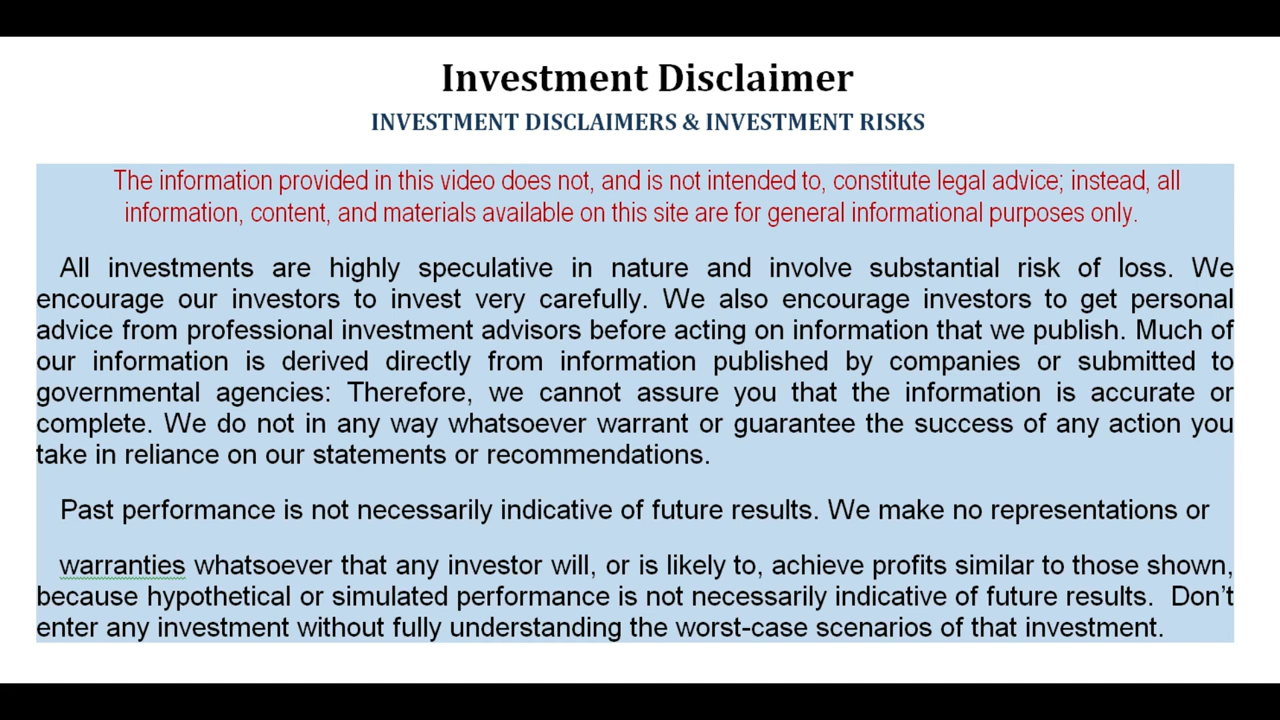 Investment Disclaimer
INVESTMENT DISCLAIMERS & INVESTMENT RISKS
The information provided in this video does not, and is not intended to, constitute legal advice; instead, all
information, content, and materials available on this site are for general informational purposes only.
All investments are highly speculative in nature and involve substantial risk of loss. We
encourage our investors to invest very carefully. We also encourage investors to get personal
advice from professional investment advisors before acting on information that we publish. Much of
our information is derived directly from information published by companies or submitted to
governmental agencies: Therefore, we cannot assure you that the information is accurate or
complete. We do not in any way whatsoever warrant or guarantee the success of any action you
take in reliance on our statements or recommendations.
Past performance is not necessarily indicative of future results. We make no representations or
warranties whatsoever that any investor will, or is likely to, achieve profits similar to those shown,
because hypothetical or simulated performance is not necessarily indicative of future results.  Don’t
enter any investment without fully understanding the worst-case scenarios of that investment.